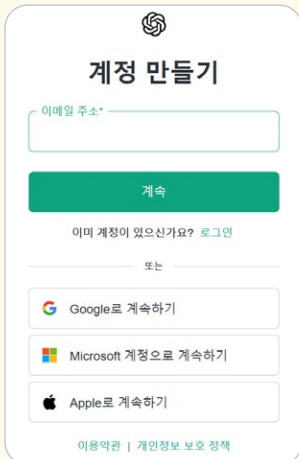 계정 만들기
이메일 주소*
계속
이미 계정이 있으신가요? 로그인
또는
Google로 계속하기
Microsoft 계정으로 계속하기
Apple로 계속하기
이용약관 | 개인정보 보호 정책